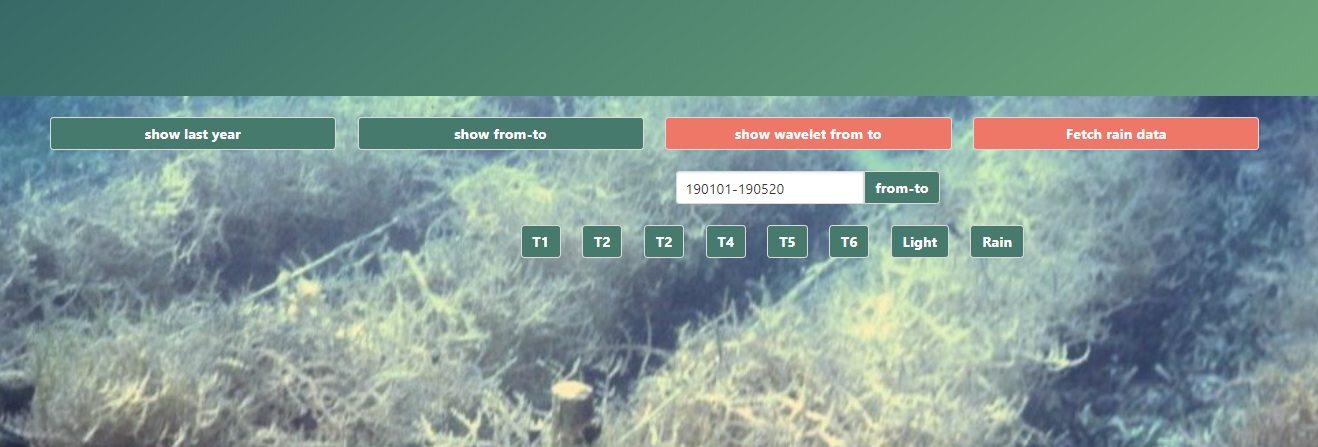 show last year show from-to show wavelet from to Fetch rain data
190101-190520 from-to
T1 T2 T2 T4 T5 T6 Light Rain